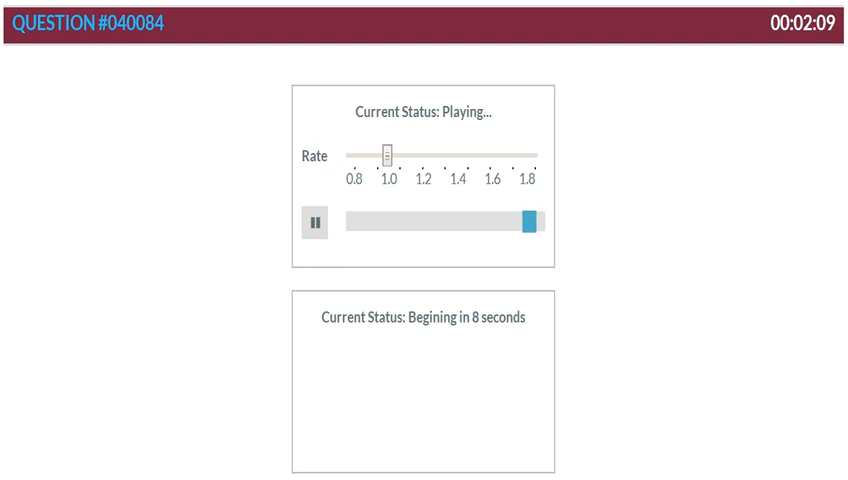 QUESTION #040084 00:02:09
Current Status: Playing...
Rate
0.8 1.0 1.2 1.4 1.6 1.8
Current Status: Begining in 8 seconds